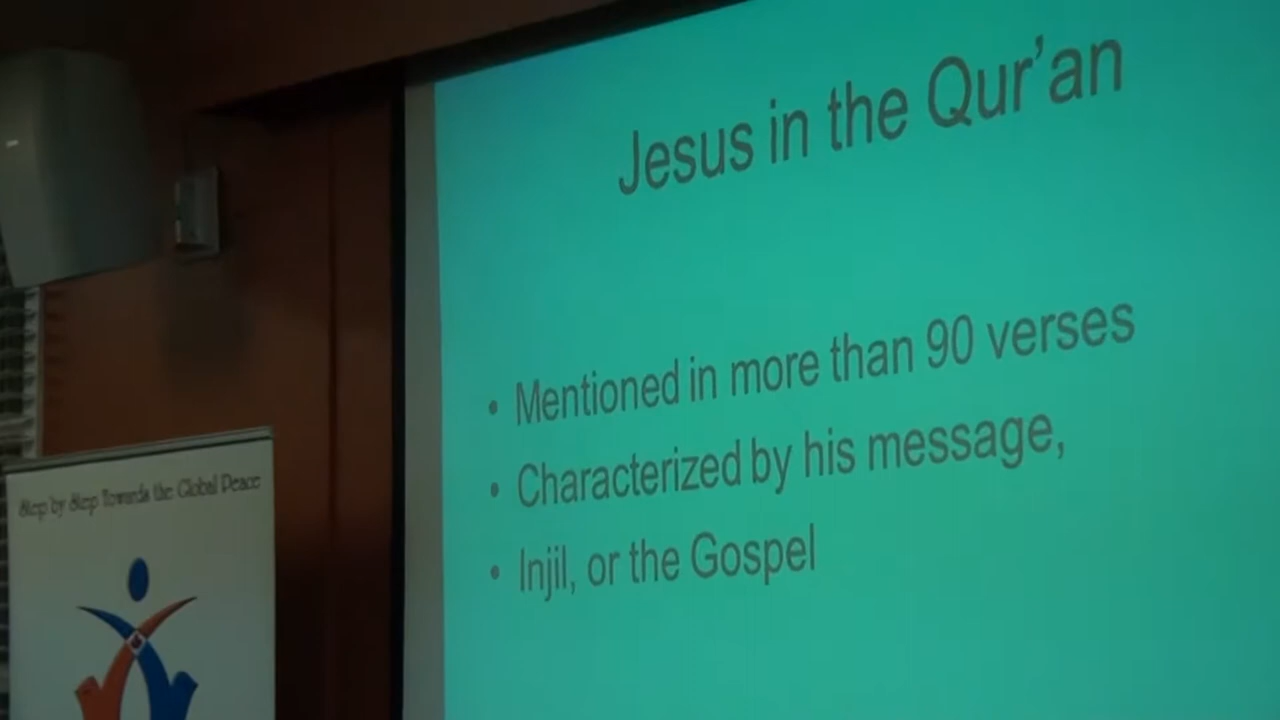 Jesus in the Qur'an
• Mentioned in more than 90 verses
• Characterized by his message,
• Injil, or the Gospel
Step by Step Towards the Global Peace